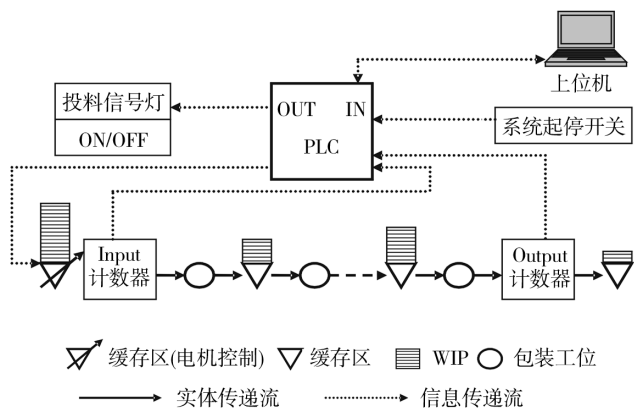 上位机
投料信号灯
ON/OFF
OUT IN
PLC
系统起停开关
Input
计数器
Output
计数器
缓存区(电机控制) 缓存区 WIP 包装工位
实体传递流 信息传递流